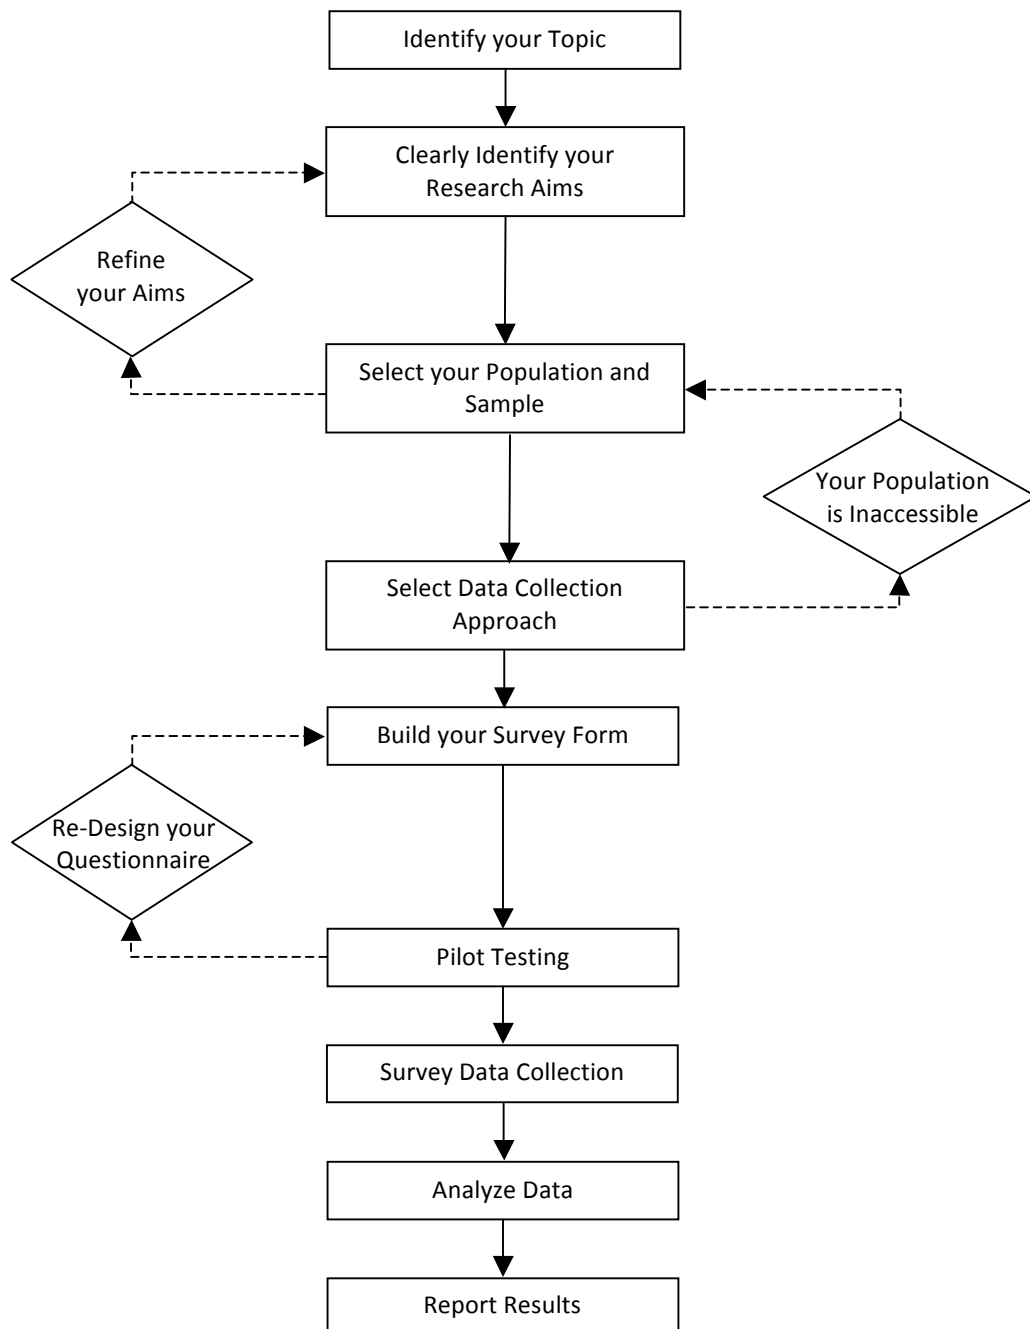 Identify your Topic
Clearly Identify your
Research Aims
Refine
your Aims
Select your Population and
Sample
Your Population
is Inaccessible
Select Data Collection
Approach
Build your Survey Form
Re-Design your
Questionnaire
Pilot Testing
Survey Data Collection
Analyze Data
Report Results